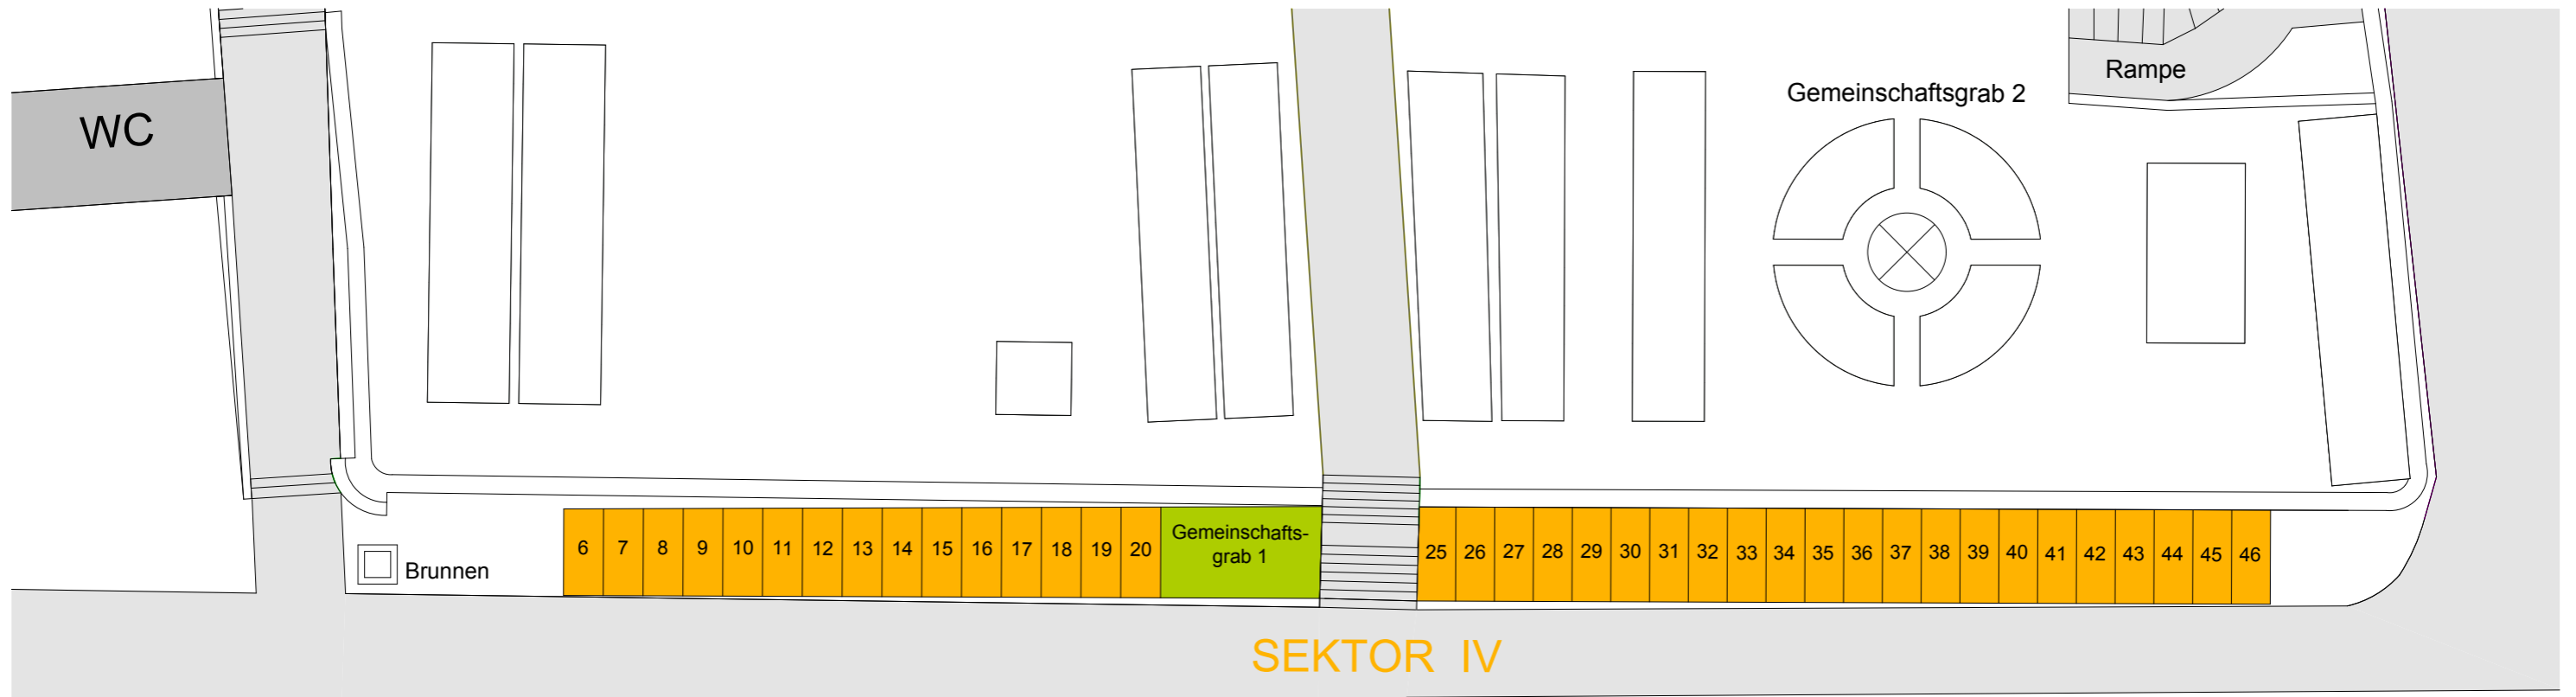 Rampe
Gemeinschaftsgrab 2
WC
Gemeinschafts-
grab 1
6 7 8 9 10 11 12 13 14 15 16 17 18 19 20
25 26 27 28 29 30 31 32 33 34 35 36 37 38 39 40 41 42 43 44 45 46
Brunnen
SEKTOR IV